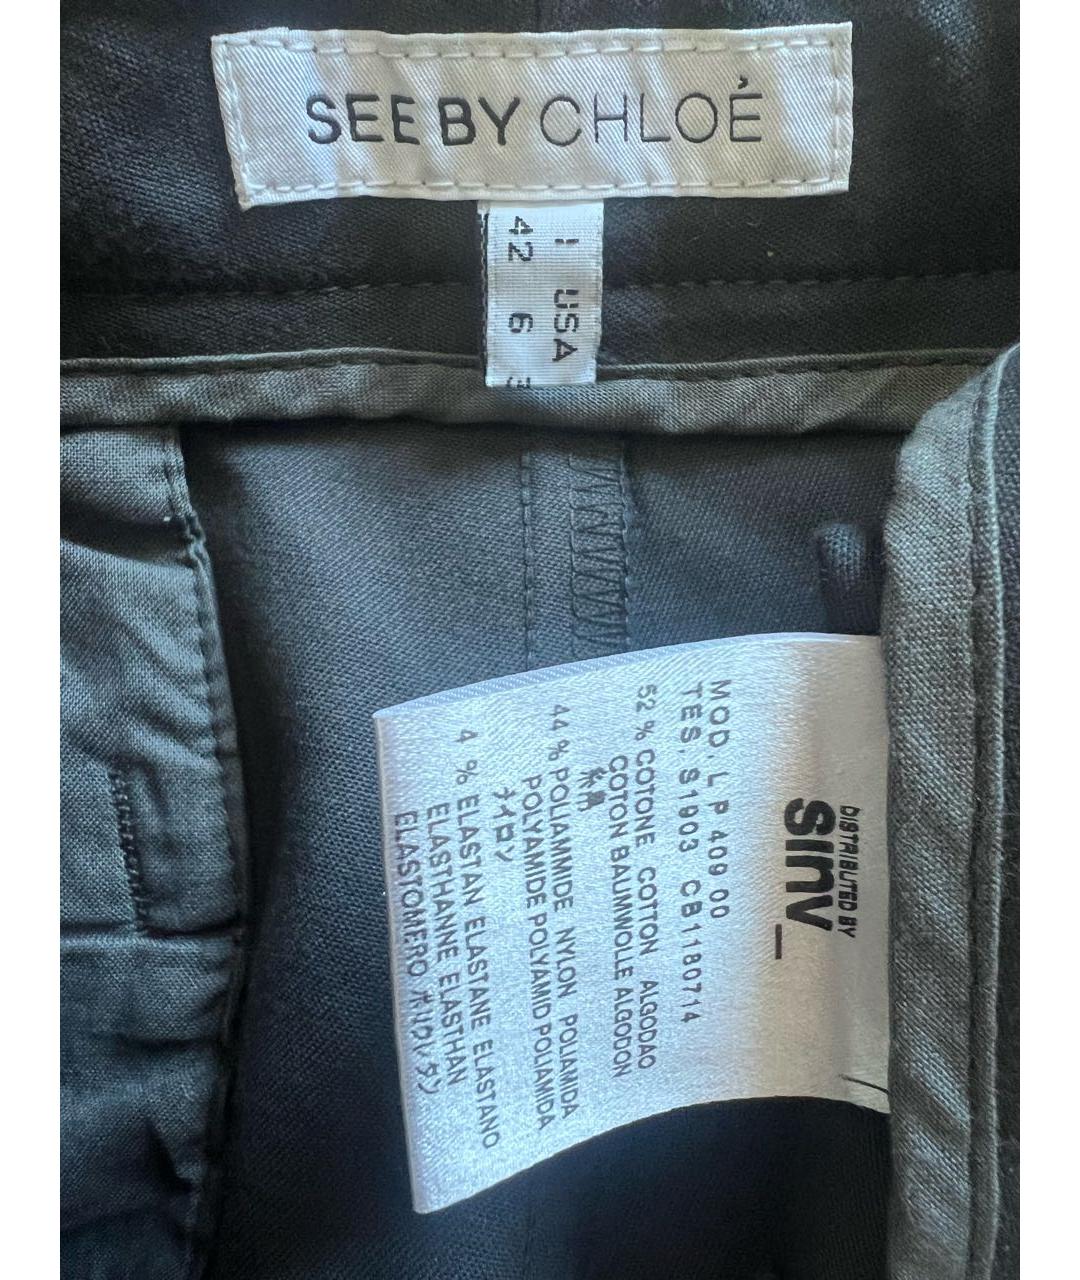 SEE BY CHLOÉ
I USA
42 6
DISTRIBUTED BY
sinv_
MOD. L P 409 00
TES. S1903 CB1180714
52 % COTONE COTTON ALGODAO
COTON BAUMWOLLE ALGODON
綿
44 % POLIAMMIDE NYLON POLIAMIDA
POLYAMIDE POLYAMID POLIAMIDA
ナイロン
4 % ELASTAN ELASTANE ELASTANO
ELASTHANNE ELASTHAN
ELASTOMERO ポリウレタン